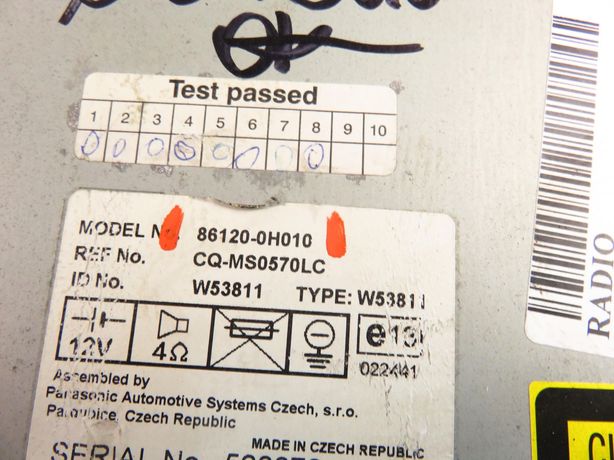 OK
Test passed
1 2 3 4 5 6 7 8 9 10
MODEL No. 86120-0H010
REF No. CQ-MS0570LC
ID No. W53811 TYPE: W53811
12V 4Ω e13
022441
Assembled by
Panasonic Automotive Systems Czech, s.r.o.
Pardubice, Czech Republic
MADE IN CZECH REPUBLIC
SERIAL No.
RADIO